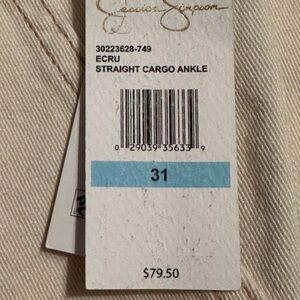 Jessica Simpson
30223628-749
ECRU
STRAIGHT CARGO ANKLE
0 29039 35633 9
31
$79.50